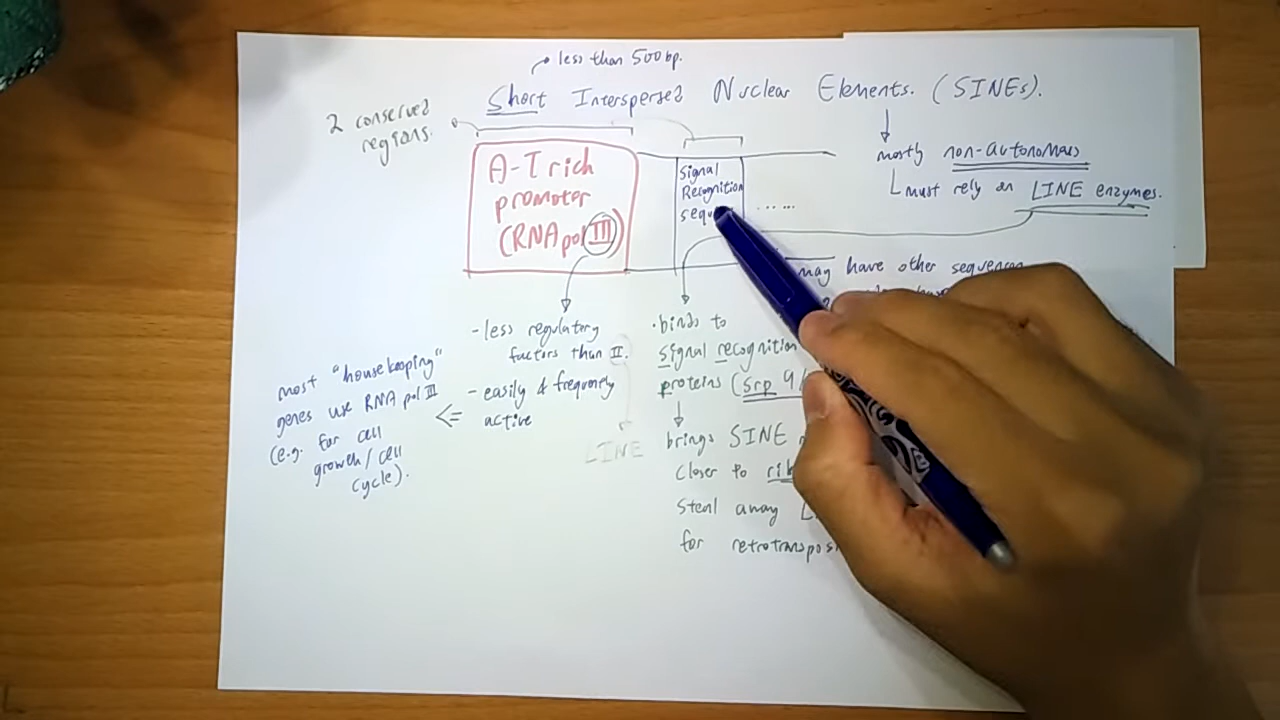 less than 500 bp.
Short Interspersed Nuclear Elements. (SINEs).
2 conserved
regions.
A-T rich
promoter
(RNA pol III)
Signal
Recognition
......
mostly non-autonomous
must rely on LINE enzymes.
may have other sequences
- less regulatory
factors than II.
- easily & frequently
active
LINE
<=
most "housekeeping"
genes use RNA pol III
(e.g. for cell
growth/cell
cycle).
• binds to
signal recognition
proteins (srp 9/
brings SINE
closer to
steal away
for